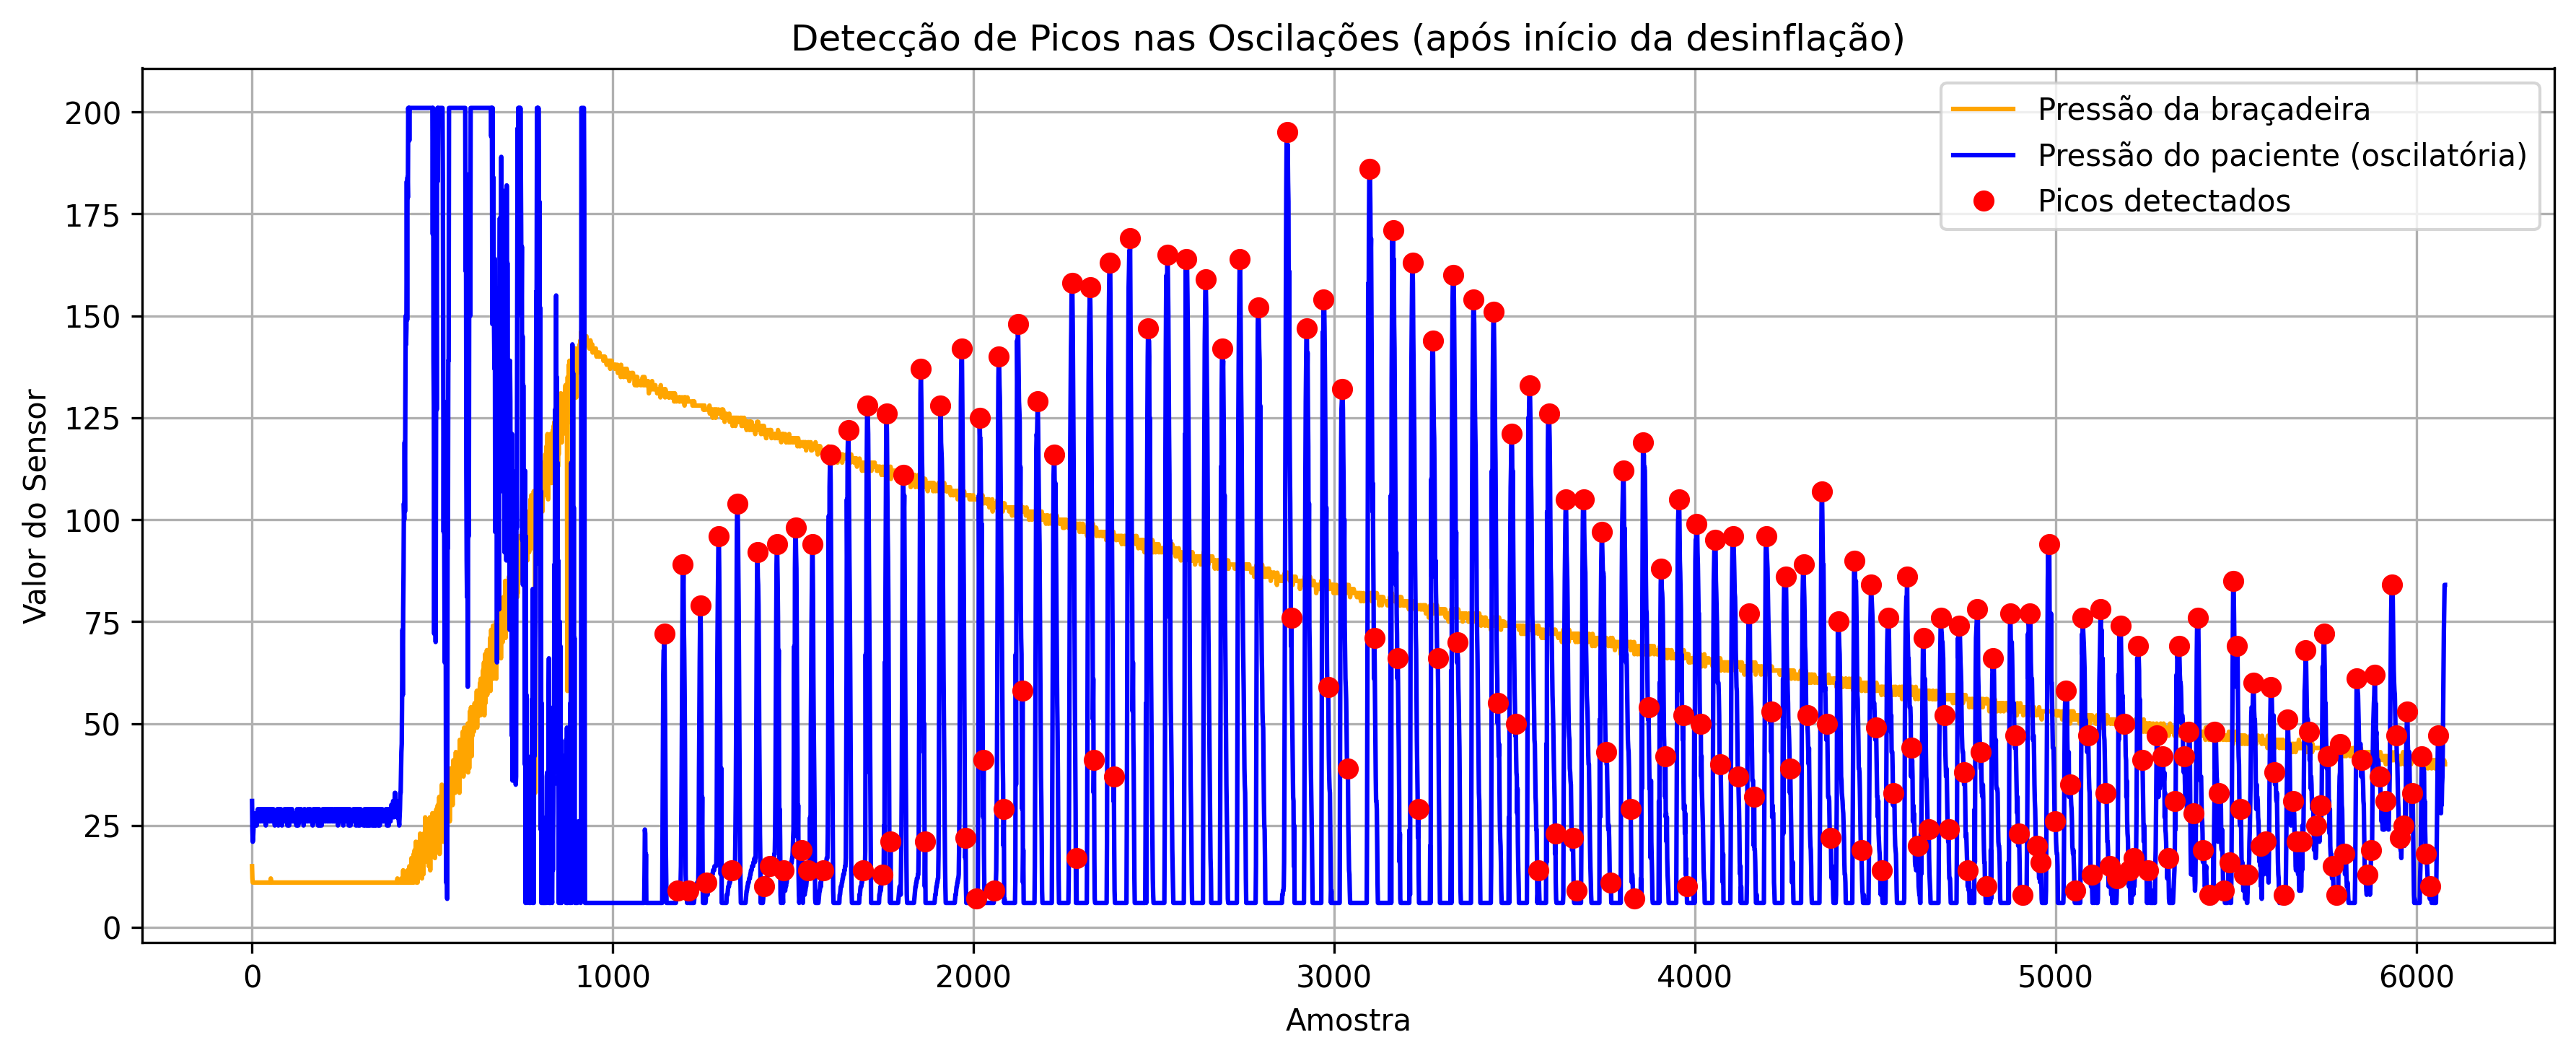 Detecção de Picos nas Oscilações (após início da desinflação)
Pressão da braçadeira
Pressão do paciente (oscilatória)
Picos detectados
Valor do Sensor
200
175
150
125
100
75
50
25
0
0 1000 2000 3000 4000 5000 6000
Amostra